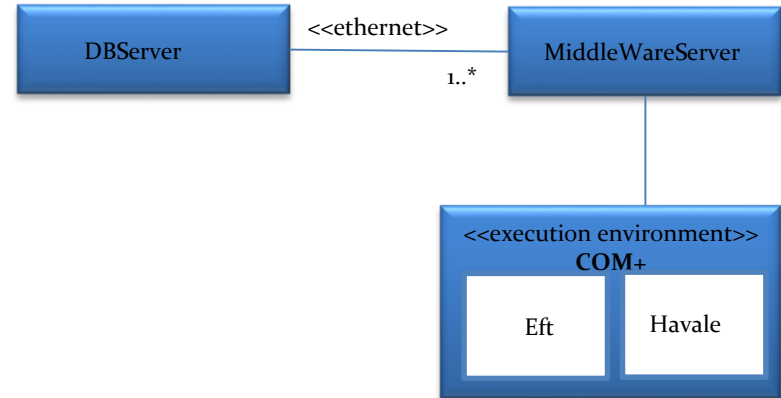 <<ethernet>>
DBServer
MiddleWareServer
1..*
<<execution environment>>
COM+
Eft
Havale